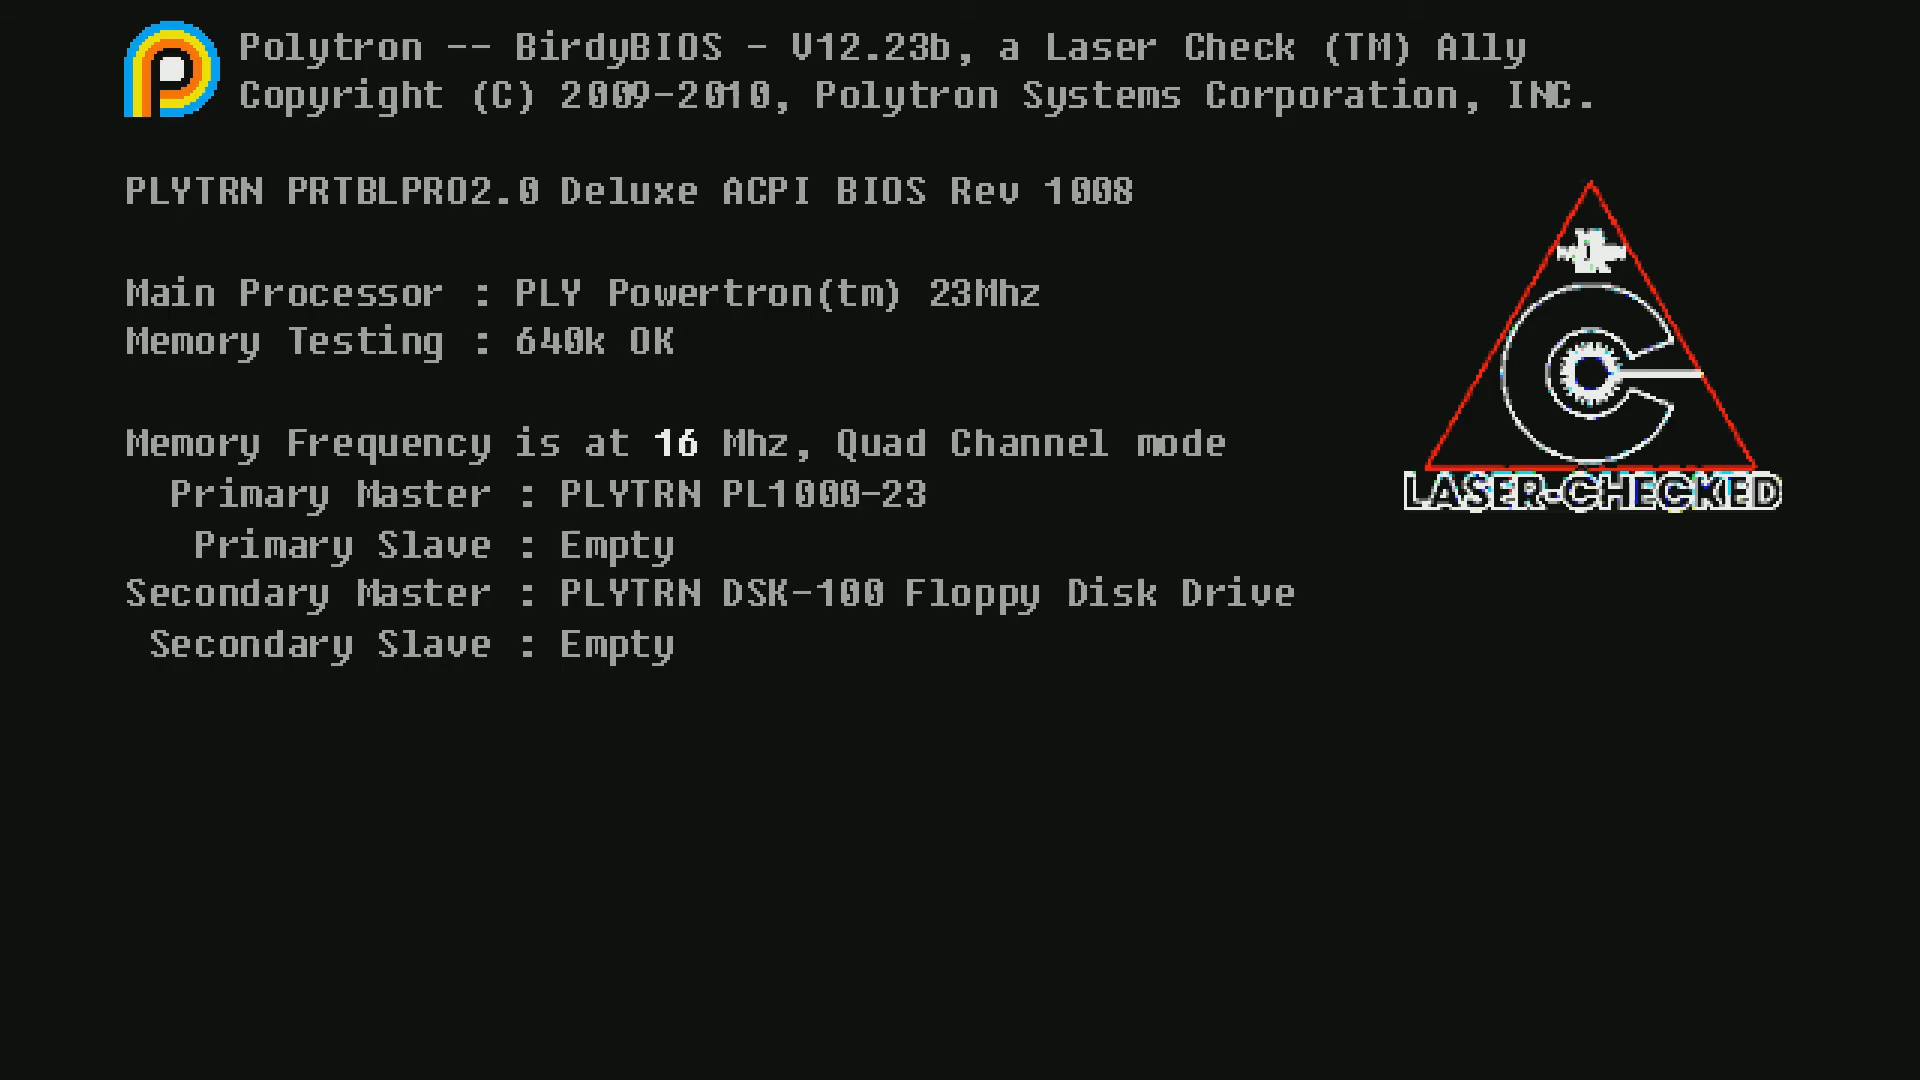 Polytron -- BirdyBIOS - V12.23b, a Laser Check (TM) Ally
Copyright (C) 2009-2010, Polytron Systems Corporation, INC.
PLYTRN PRTBLPRO2.0 Deluxe ACPI BIOS Rev 1008
Main Processor : PLY Powertron(tm) 23Mhz
Memory Testing : 640k OK
Memory Frequency is at 16 Mhz, Quad Channel mode
Primary Master : PLYTRN PL1000-23
Primary Slave : Empty
Secondary Master : PLYTRN DSK-100 Floppy Disk Drive
Secondary Slave : Empty
LASER-CHECKED